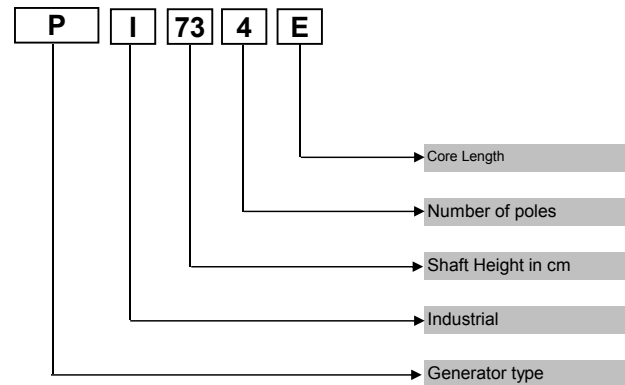 P I 73 4 E
Core Length
Number of poles
Shaft Height in cm
Industrial
Generator type